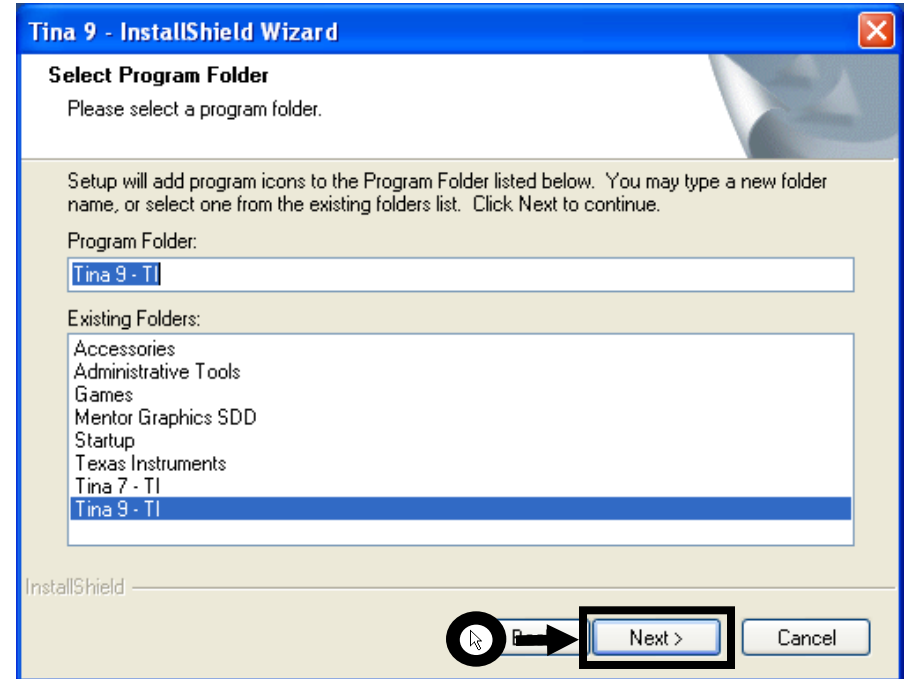 Tina 9 - InstallShield Wizard
Select Program Folder
Please select a program folder.
Setup will add program icons to the Program Folder listed below. You may type a new folder
name, or select one from the existing folders list. Click Next to continue.
Program Folder:
Tina 9 - TI
Existing Folders:
Accessories
Administrative Tools
Games
Mentor Graphics SDD
Startup
Texas Instruments
Tina 7 - TI
Tina 9 - TI
InstallShield
Next >
Cancel